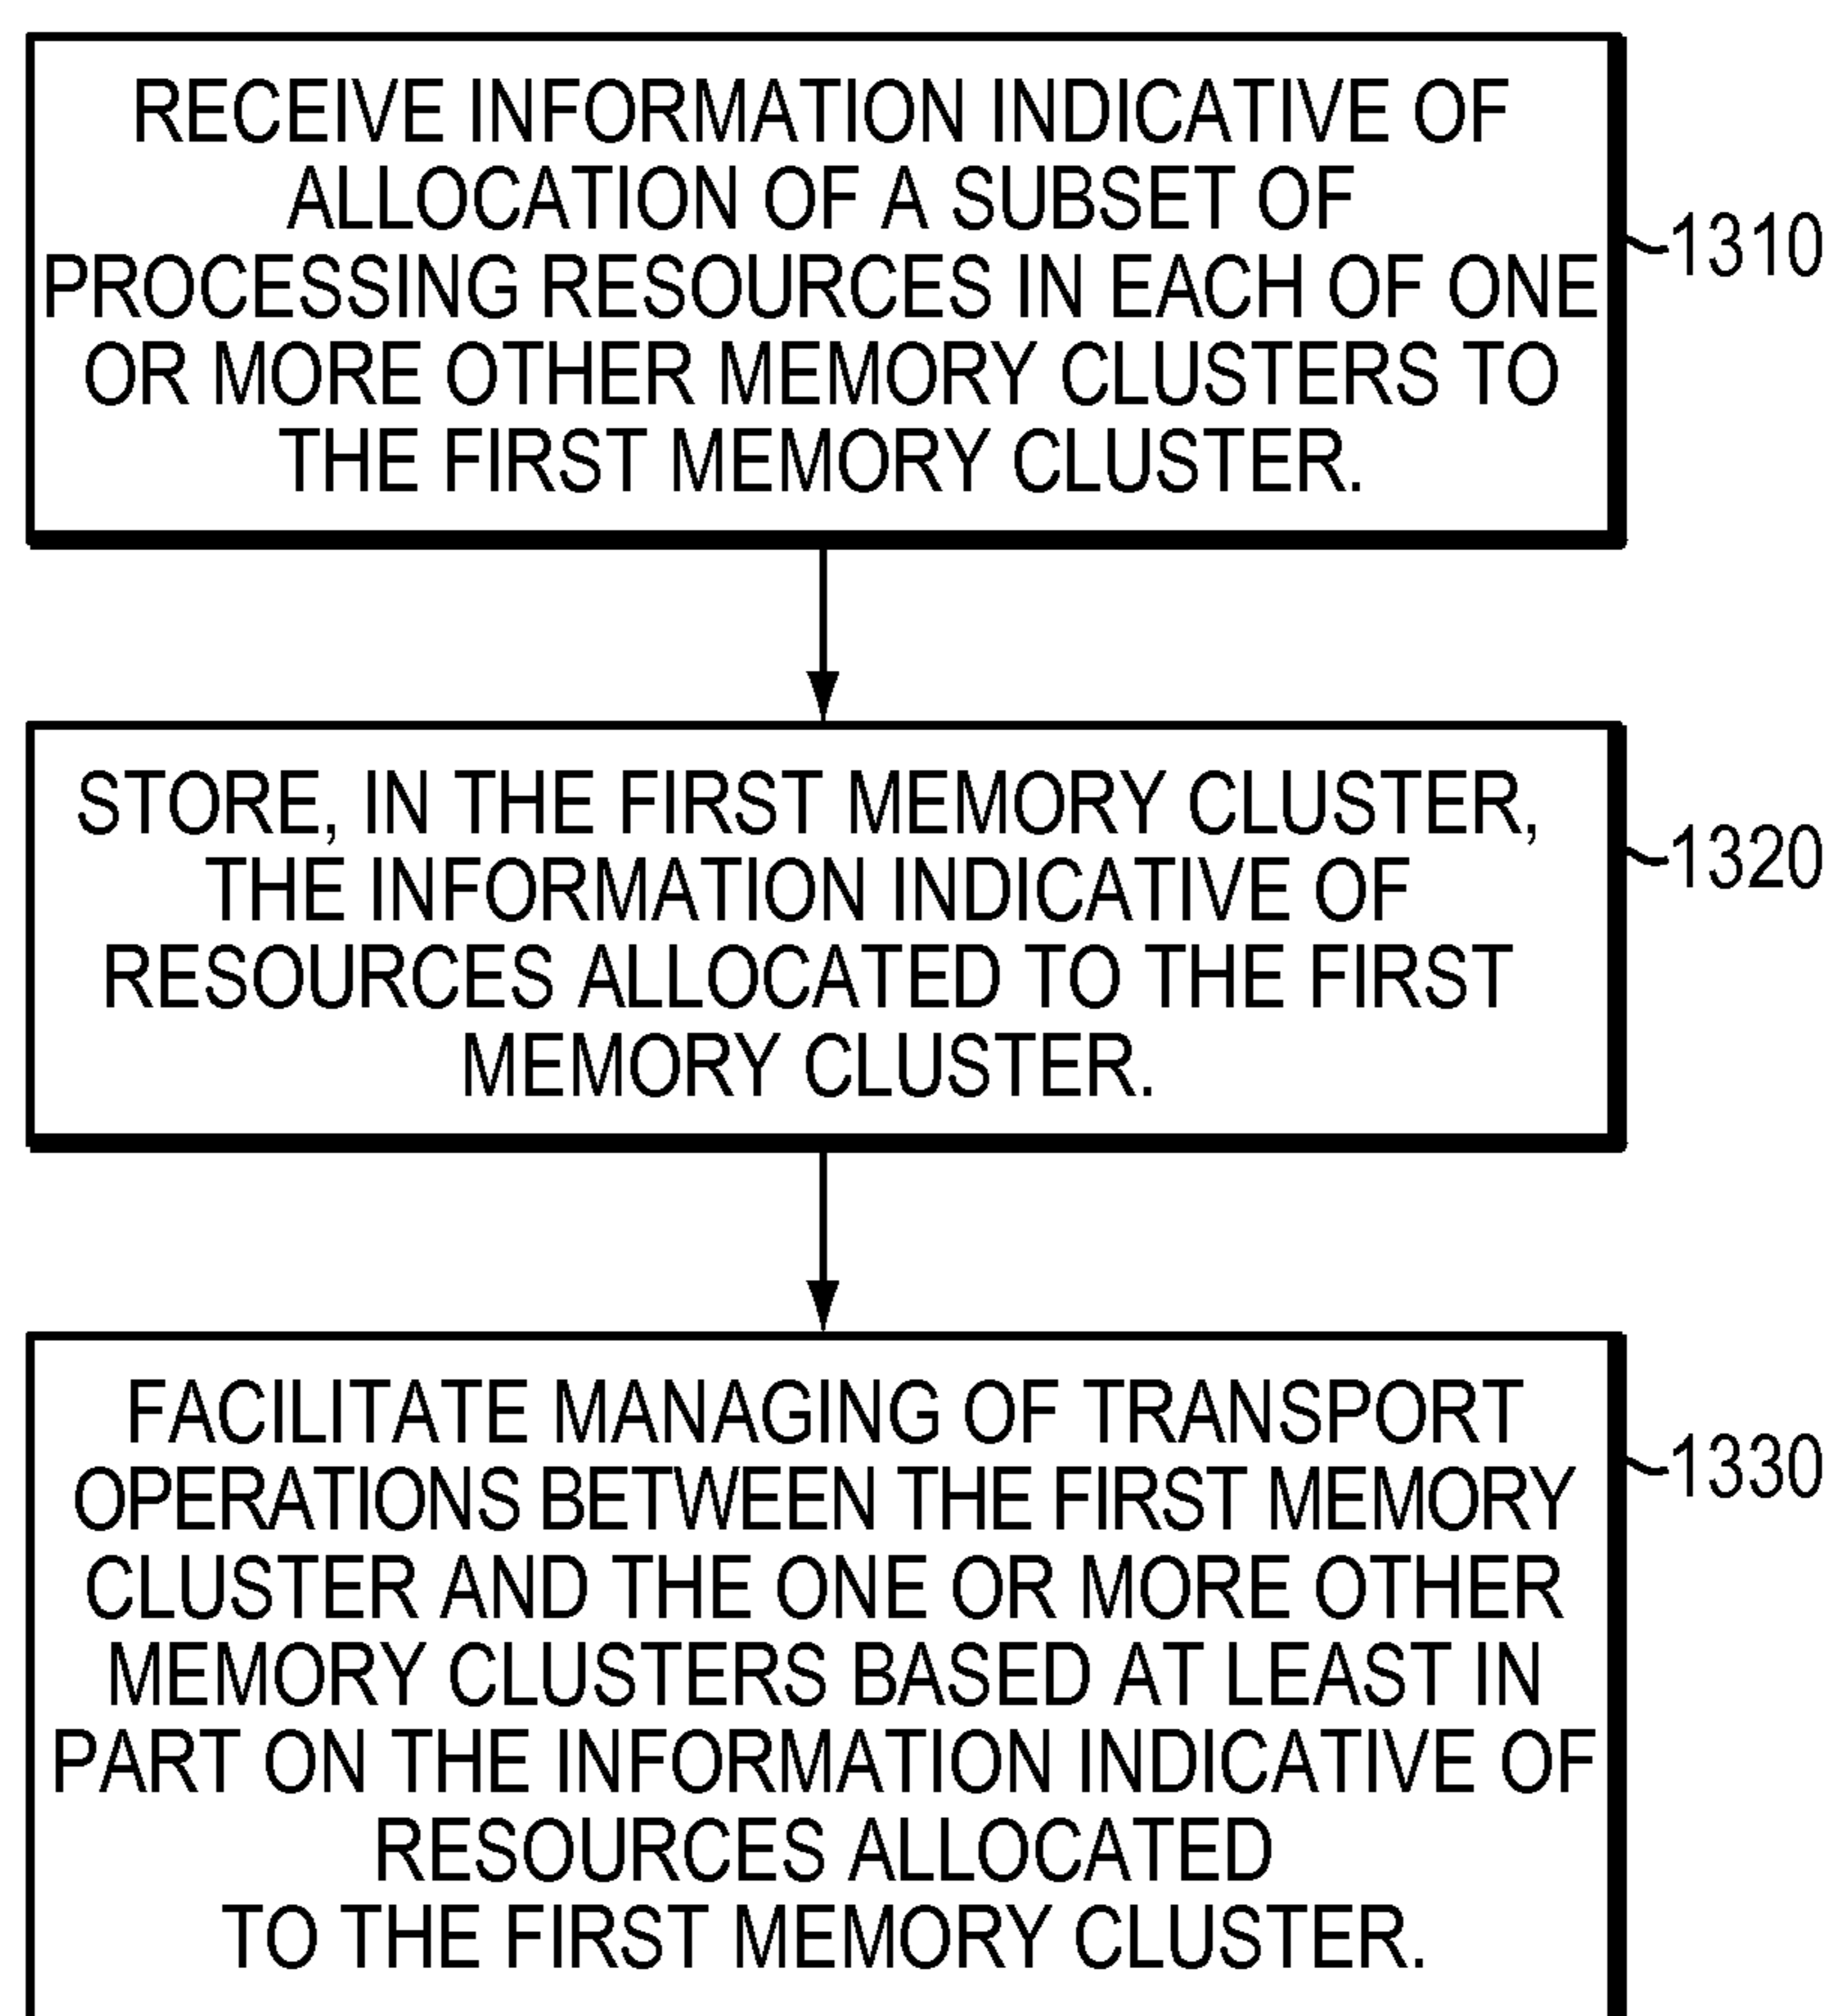 RECEIVE INFORMATION INDICATIVE OF
ALLOCATION OF A SUBSET OF
PROCESSING RESOURCES IN EACH OF ONE
OR MORE OTHER MEMORY CLUSTERS TO
THE FIRST MEMORY CLUSTER.
1310
STORE, IN THE FIRST MEMORY CLUSTER,
THE INFORMATION INDICATIVE OF
RESOURCES ALLOCATED TO THE FIRST
MEMORY CLUSTER.
1320
FACILITATE MANAGING OF TRANSPORT
OPERATIONS BETWEEN THE FIRST MEMORY
CLUSTER AND THE ONE OR MORE OTHER
MEMORY CLUSTERS BASED AT LEAST IN
PART ON THE INFORMATION INDICATIVE OF
RESOURCES ALLOCATED
TO THE FIRST MEMORY CLUSTER.
1330